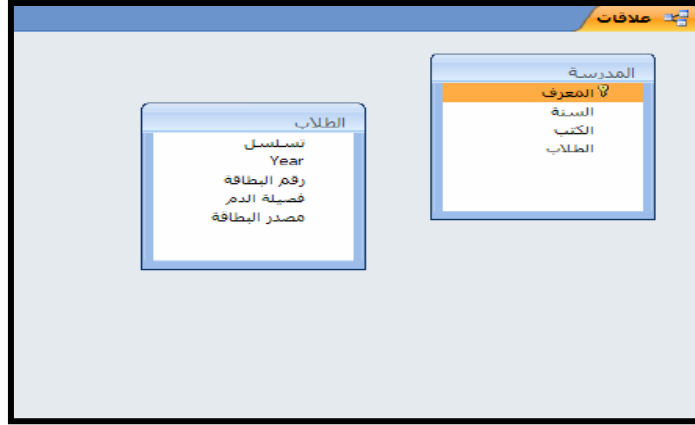 علاقات
المدرسة
المعرف
السنة
الكتب
الطلاب
الطلاب
تسلسل
Year
رقم البطاقة
فصيلة الدم
مصدر البطاقة